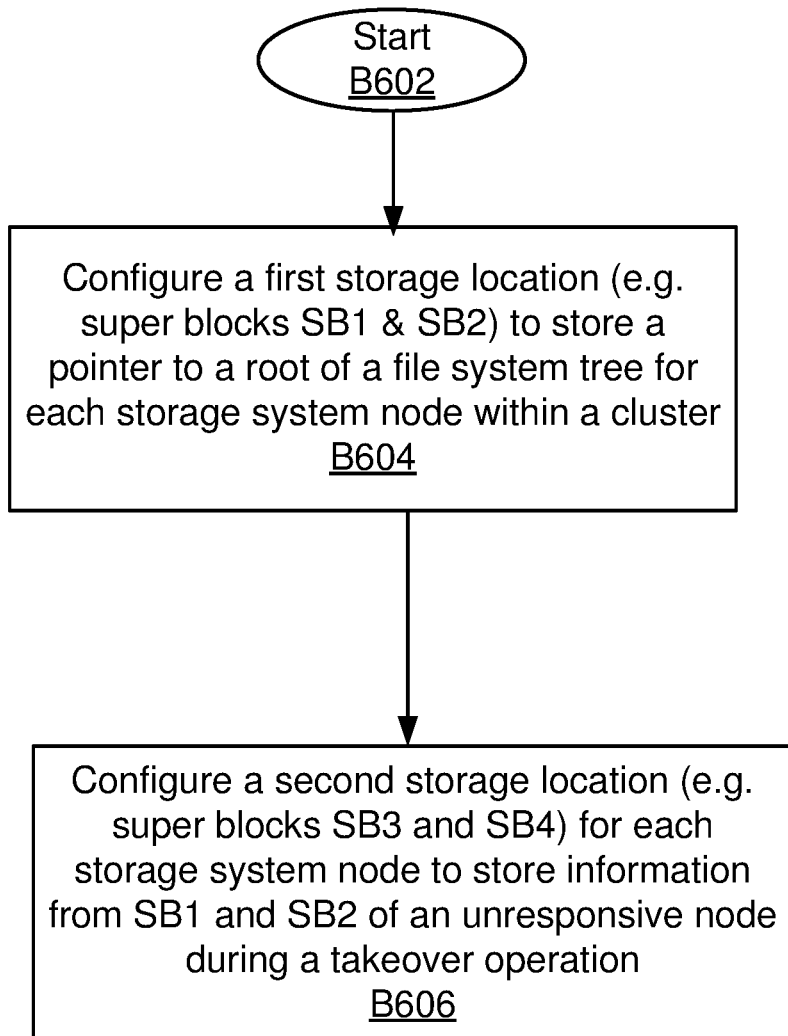 Start
B602
Configure a first storage location (e.g.
super blocks SB1 & SB2) to store a
pointer to a root of a file system tree for
each storage system node within a cluster
B604
Configure a second storage location (e.g.
super blocks SB3 and SB4) for each
storage system node to store information
from SB1 and SB2 of an unresponsive node
during a takeover operation
B606